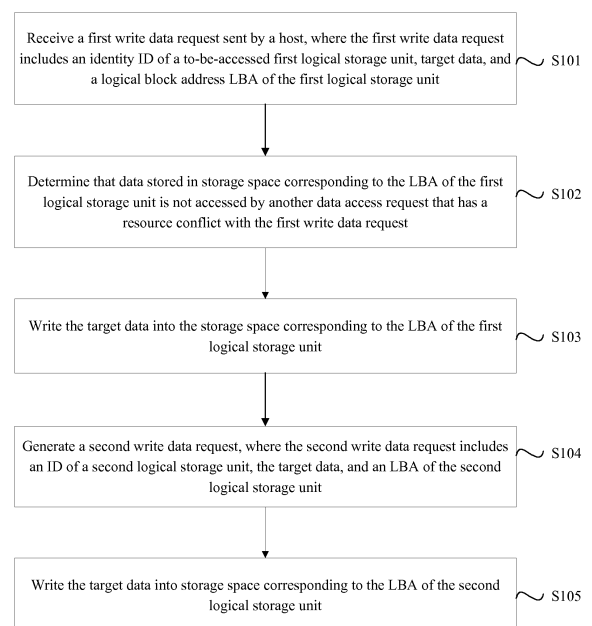 Receive a first write data request sent by a host, where the first write data request
includes an identity ID of a to-be-accessed first logical storage unit, target data, and
a logical block address LBA of the first logical storage unit
S101
Determine that data stored in storage space corresponding to the LBA of the first
logical storage unit is not accessed by another data access request that has a
resource conflict with the first write data request
S102
Write the target data into the storage space corresponding to the LBA of the first
logical storage unit
S103
Generate a second write data request, where the second write data request includes
an ID of a second logical storage unit, the target data, and an LBA of the second
logical storage unit
S104
Write the target data into storage space corresponding to the LBA of the second
logical storage unit
S105